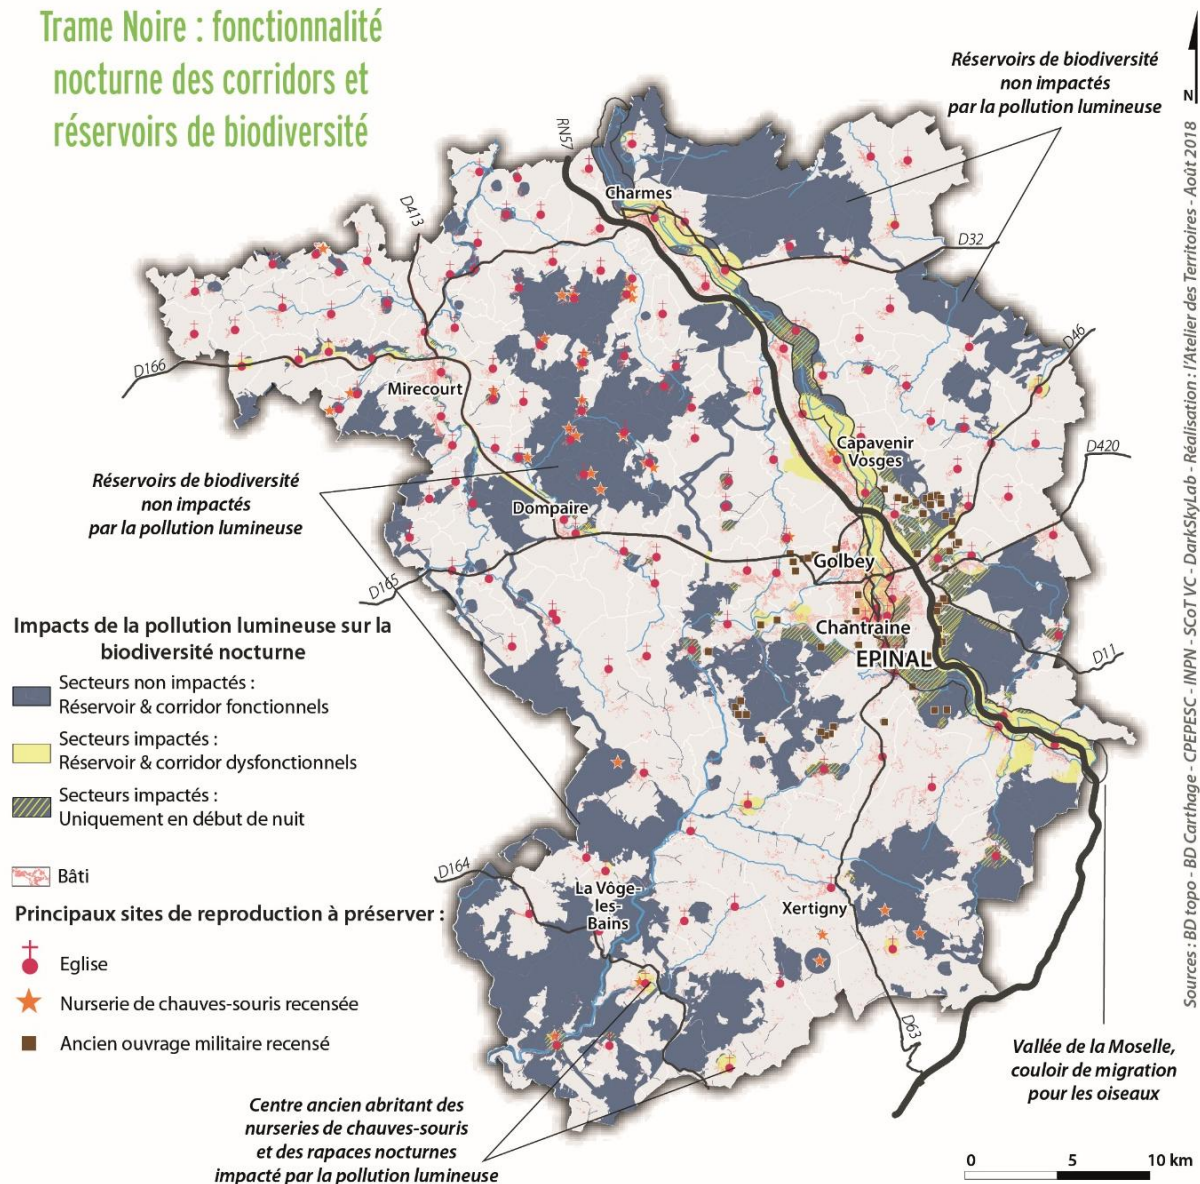 Trame Noire : fonctionnalité
nocturne des corridors et
réservoirs de biodiversité
Réservoirs de biodiversité
non impactés
par la pollution lumineuse
N
RN57
Charmes
D413
D32
D166
Mirecourt
D46
Capavenir
Vosges
D420
Réservoirs de biodiversité
non impactés
par la pollution lumineuse
Dompaire
Golbey
D165
Chantraine
EPINAL
D11
Impacts de la pollution lumineuse sur la
biodiversité nocturne
Secteurs non impactés :
Réservoir & corridor fonctionnels
Secteurs impactés :
Réservoir & corridor dysfonctionnels
Secteurs impactés :
Uniquement en début de nuit
Bâti
Principaux sites de reproduction à préserver :
Eglise
Nurserie de chauves-souris recensée
Ancien ouvrage militaire recensé
D164
La Vôge-
les-
Bains
Xertigny
D63
Vallée de la Moselle,
couloir de migration
pour les oiseaux
Centre ancien abritant des
nurseries de chauves-souris
et des rapaces nocturnes
impacté par la pollution lumineuse
0 5 10 km
Sources : BD topo - BD Carthage - CPEPESC - INPN - SCoT VC - DarkSkyLab - Réalisation : l'Atelier des Territoires - Août 2018